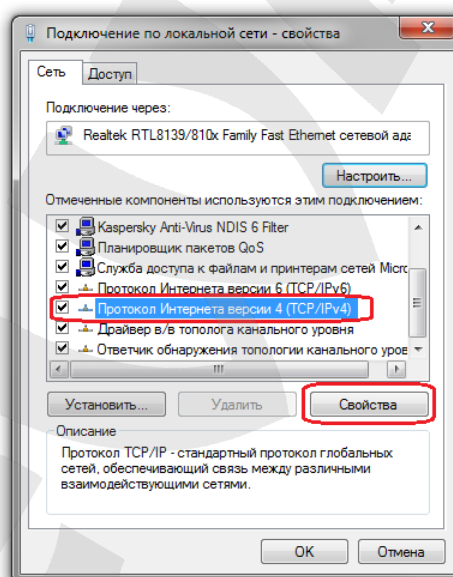 Подключение по локальной сети - свойства
Сеть
Доступ
Подключение через:
Realtek RTL8139/810x Family Fast Ethernet сетевой ада
Настроить...
Отмеченные компоненты используются этим подключением:
Kaspersky Anti-Virus NDIS 6 Filter
Планировщик пакетов QoS
Служба доступа к файлам и принтерам сетей Micro
Протокол Интернета версии 6 (TCP/IPv6)
Протокол Интернета версии 4 (TCP/IPv4)
Драйвер в/в тополога канального уровня
Ответчик обнаружения топологии канального уров
Установить...
Удалить
Свойства
Описание
Протокол TCP/IP - стандартный протокол глобальных
сетей, обеспечивающий связь между различными
взаимодействующими сетями.
OK
Отмена